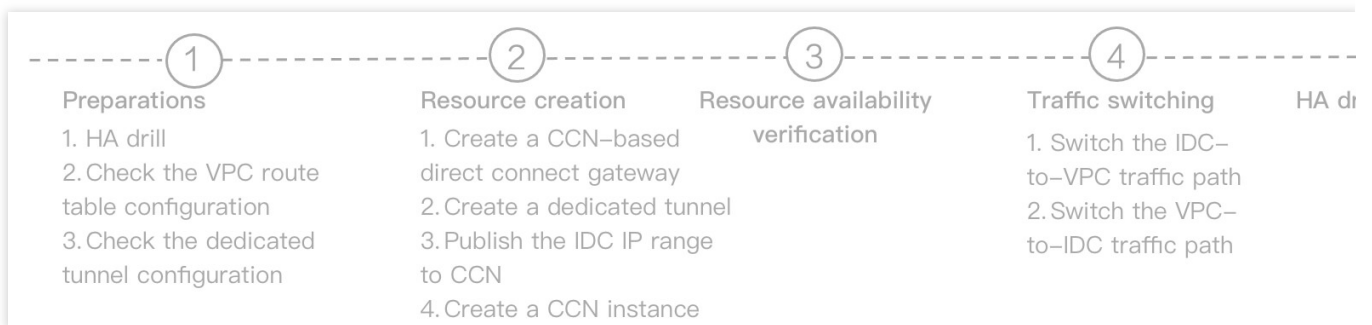 1
2
3
4
Preparations
1. HA drill
2. Check the VPC route
table configuration
3. Check the dedicated
tunnel configuration
Resource creation
1. Create a CCN-based
direct connect gateway
2. Create a dedicated tunnel
3. Publish the IDC IP range
to CCN
4. Create a CCN instance
Resource availability
verification
Traffic switching
1. Switch the IDC-
to-VPC traffic path
2. Switch the VPC-
to-IDC traffic path
HA